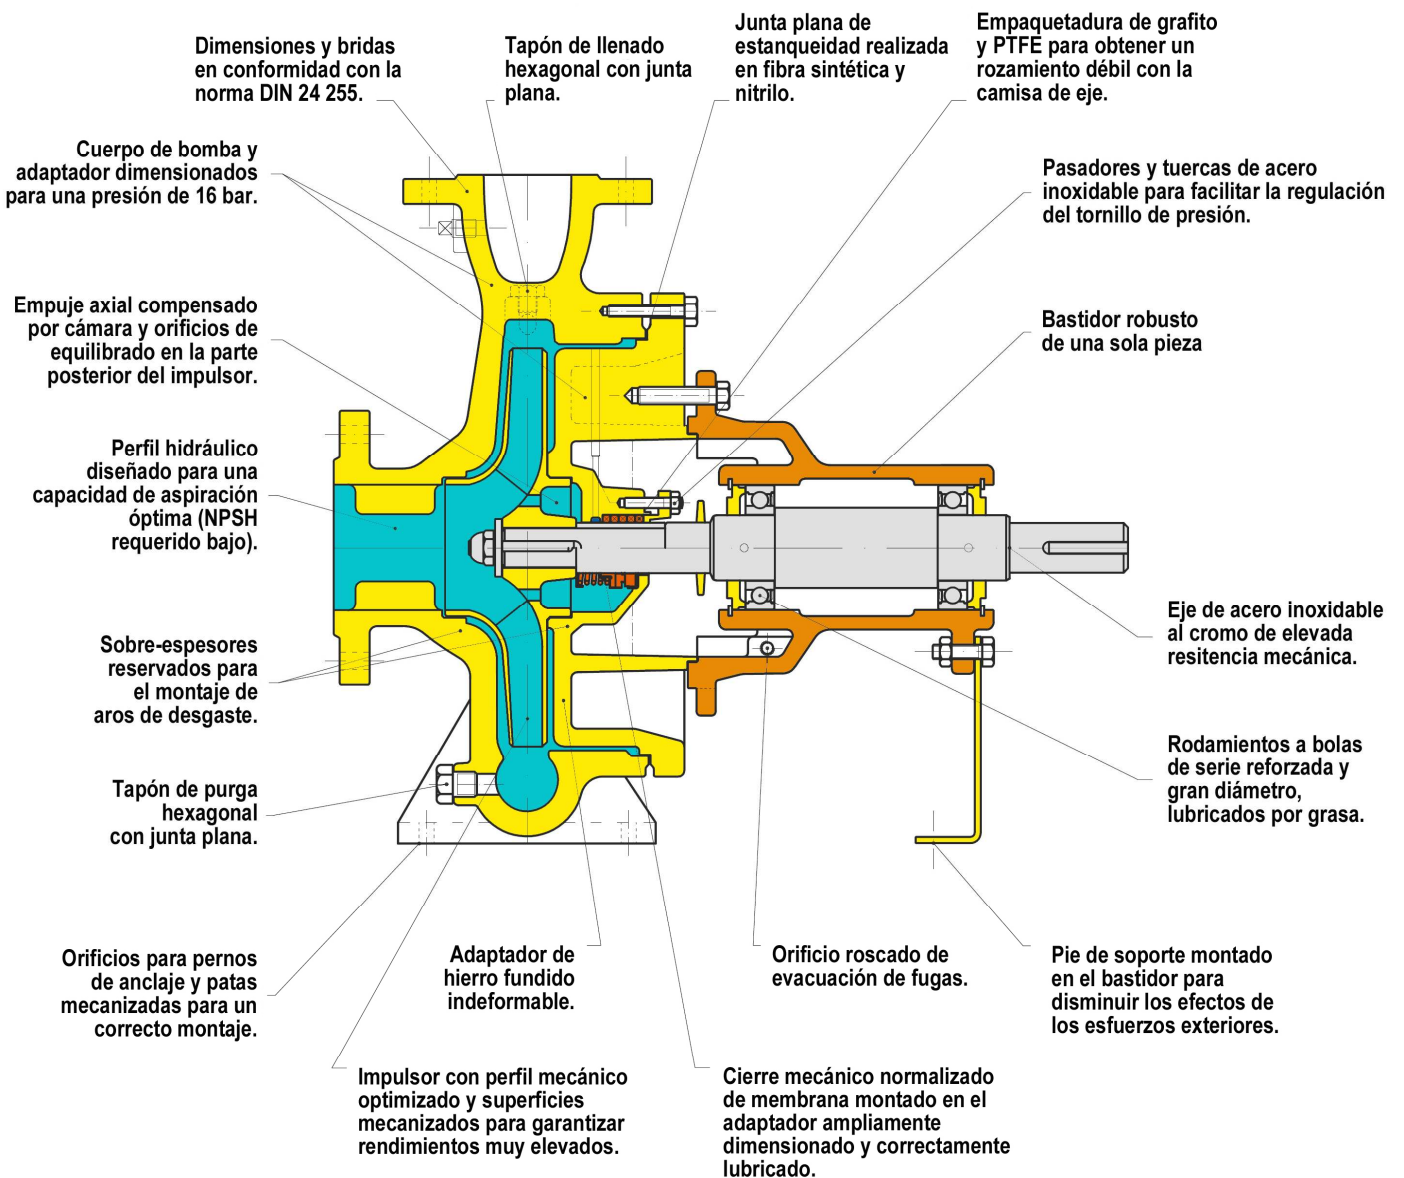 Dimensiones y bridas
en conformidad con la
norma DIN 24 255.
Tapón de llenado
hexagonal con junta
plana.
Junta plana de
estanqueidad realizada
en fibra sintética y
nitrilo.
Empaquetadura de grafito
y PTFE para obtener un
rozamiento débil con la
camisa de eje.
Cuerpo de bomba y
adaptador dimensionados
para una presión de 16 bar.
Pasadores y tuercas de acero
inoxidable para facilitar la regulación
del tornillo de presión.
Empuje axial compensado
por cámara y orificios de
equilibrado en la parte
posterior del impulsor.
Bastidor robusto
de una sola pieza
Perfil hidráulico
diseñado para una
capacidad de aspiración
óptima (NPSH
requerido bajo).
Eje de acero inoxidable
al cromo de elevada
resitencia mecánica.
Sobre-espesores
reservados para
el montaje de
aros de desgaste.
Rodamientos a bolas
de serie reforzada y
gran diámetro,
lubricados por grasa.
Tapón de purga
hexagonal
con junta plana.
Orificios para pernos
de anclaje y patas
mecanizadas para un
correcto montaje.
Adaptador de
hierro fundido
indeformable.
Orificio roscado de
evacuación de fugas.
Pie de soporte montado
en el bastidor para
disminuir los efectos de
los esfuerzos exteriores.
Impulsor con perfil mecánico
optimizado y superficies
mecanizados para garantizar
rendimientos muy elevados.
Cierre mecánico normalizado
de membrana montado en el
adaptador ampliamente
dimensionado y correctamente
lubricado.